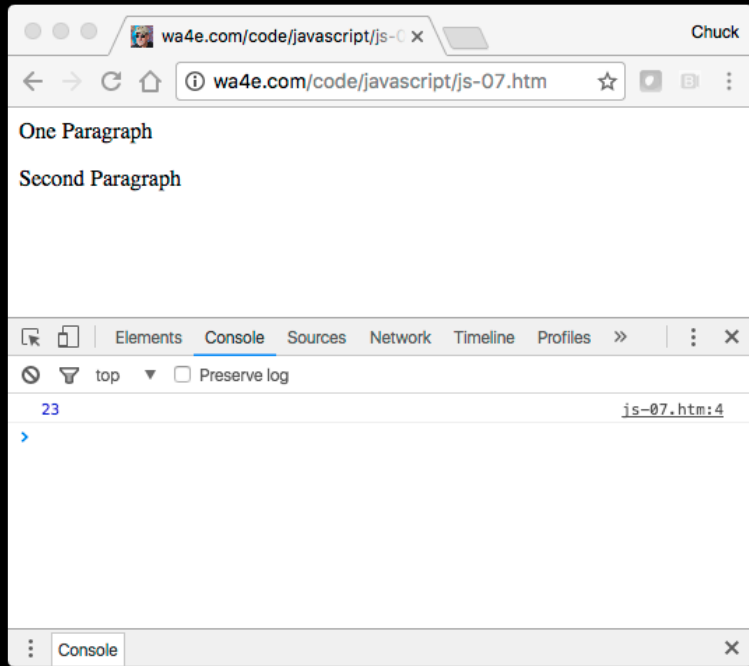 wa4e.com/code/javascript/js-0
Chuck
wa4e.com/code/javascript/js-07.htm
One Paragraph
Second Paragraph
Elements Console Sources Network Timeline Profiles »
top Preserve log
23 js-07.htm:4
>
Console